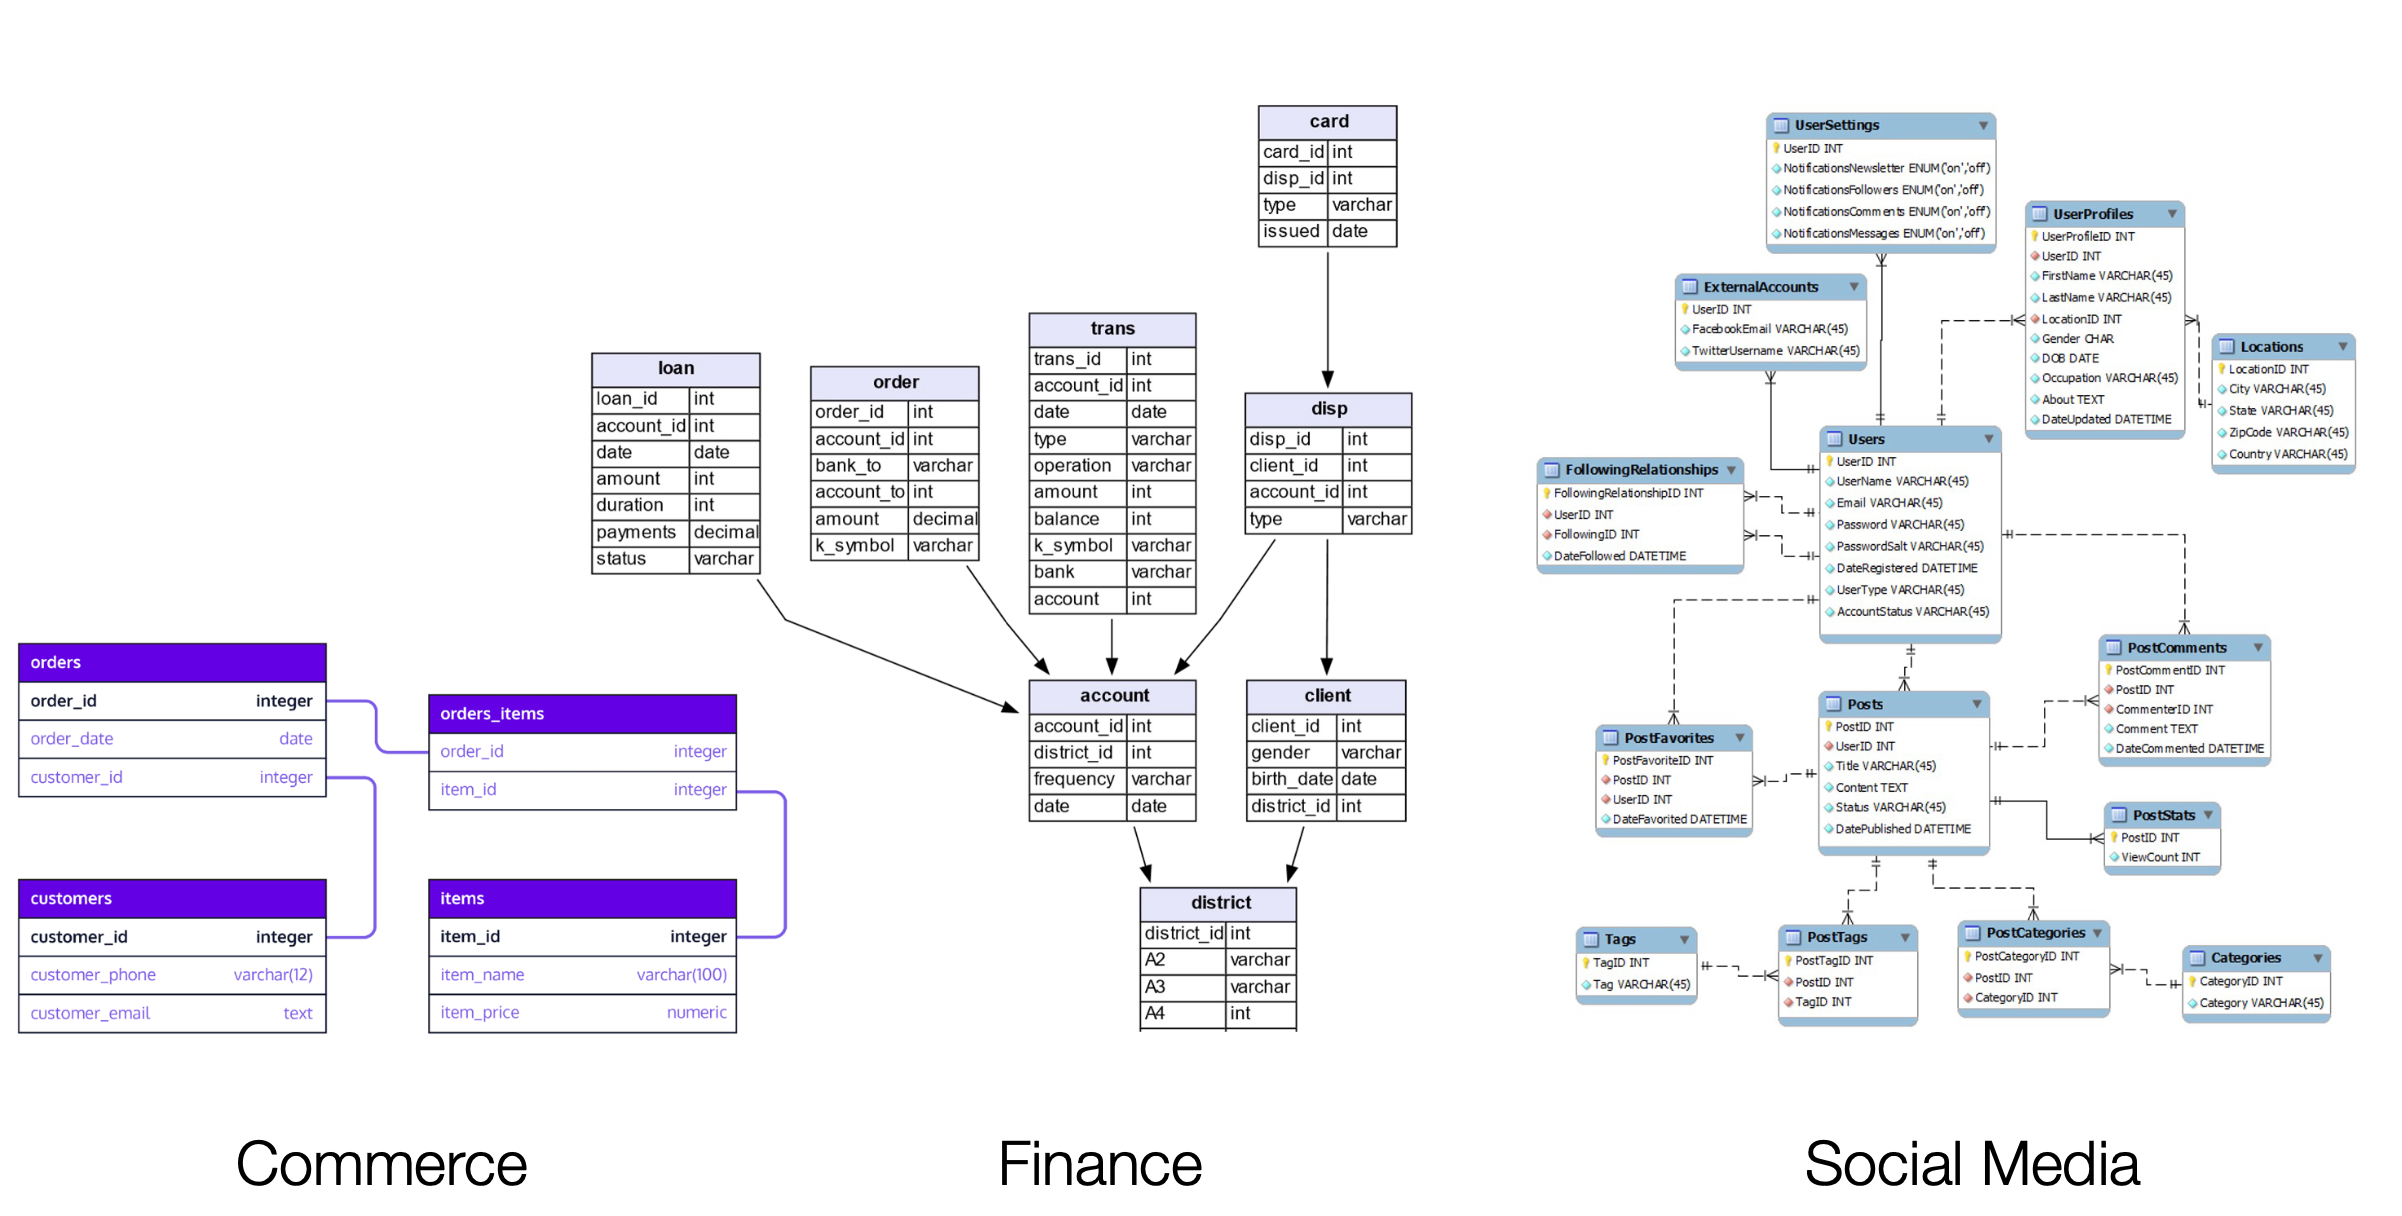 orders
order_id integer
order_date date
customer_id integer
customers
customer_id integer
customer_phone varchar(12)
customer_email text
orders_items
order_id integer
item_id integer
items
item_id integer
item_name varchar(100)
item_price numeric
Commerce
loan
loan_id int
account_id int
date date
amount int
duration int
payments decimal
status varchar
order
order_id int
account_id int
bank_to varchar
account_to int
amount decimal
k_symbol varchar
trans
trans_id int
account_id int
date date
type varchar
operation varchar
amount int
balance int
k_symbol varchar
bank varchar
account int
card
card_id int
disp_id int
type varchar
issued date
disp
disp_id int
client_id int
account_id int
type varchar
account
account_id int
district_id int
frequency varchar
date date
client
client_id int
gender varchar
birth_date date
district_id int
district
district_id int
A2 varchar
A3 varchar
A4 int
Finance
UserSettings
UserID INT
NotificationsNewsletter ENUM('on','off')
NotificationsFollowers ENUM('on','off')
NotificationsComments ENUM('on','off')
NotificationsMessages ENUM('on','off')
ExternalAccounts
UserID INT
FacebookEmail VARCHAR(45)
TwitterUsername VARCHAR(45)
UserProfiles
UserProfileID INT
UserID INT
FirstName VARCHAR(45)
LastName VARCHAR(45)
LocationID INT
Gender CHAR
DOB DATE
Occupation VARCHAR(45)
About TEXT
DateUpdated DATETIME
Locations
LocationID INT
City VARCHAR(45)
State VARCHAR(45)
ZipCode VARCHAR(45)
Country VARCHAR(45)
FollowingRelationships
FollowingRelationshipID INT
UserID INT
FollowingID INT
DateFollowed DATETIME
Users
UserID INT
UserName VARCHAR(45)
Email VARCHAR(45)
Password VARCHAR(45)
PasswordSalt VARCHAR(45)
DateRegistered DATETIME
UserType VARCHAR(45)
AccountStatus VARCHAR(45)
PostComments
PostCommentID INT
PostID INT
CommenterID INT
Comment TEXT
DateCommented DATETIME
PostFavorites
PostFavoriteID INT
PostID INT
UserID INT
DateFavorited DATETIME
Posts
PostID INT
UserID INT
Title VARCHAR(45)
Content TEXT
Status VARCHAR(45)
DatePublished DATETIME
PostStats
PostID INT
ViewCount INT
Tags
TagID INT
Tag VARCHAR(45)
PostTags
PostTagID INT
PostID INT
TagID INT
PostCategories
PostCategoryID INT
PostID INT
CategoryID INT
Categories
CategoryID INT
Category VARCHAR(45)
Social Media